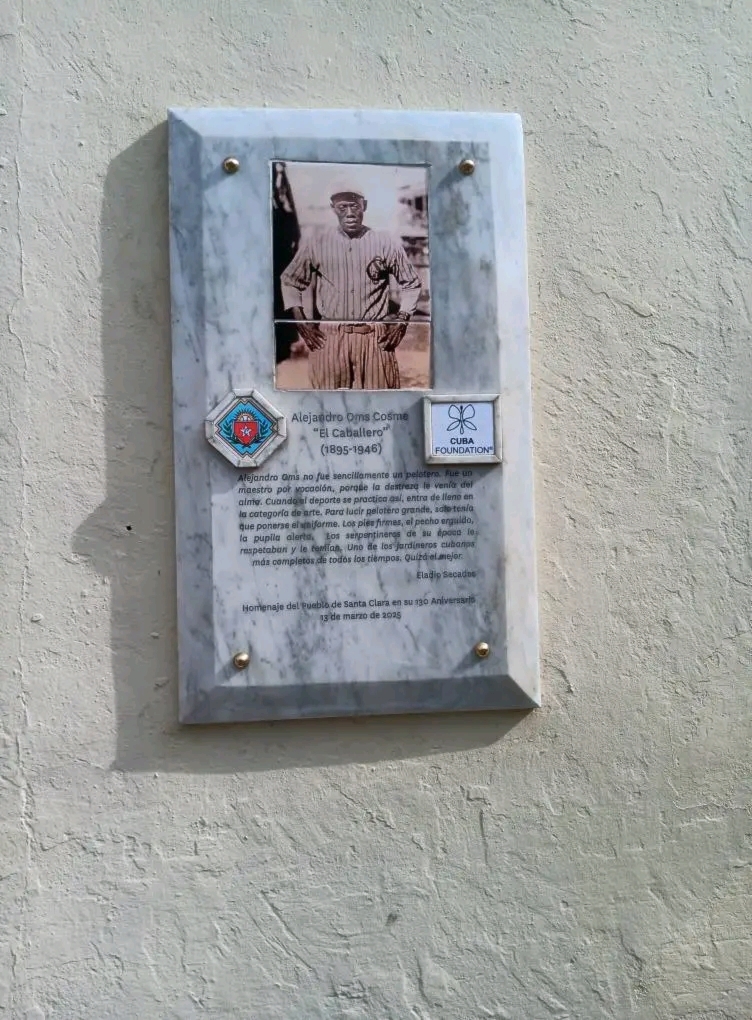 Alejandro Oms Cosme
"El Caballero"
(1895-1946)
CUBA
FOUNDATION®
Alejandro Oms no fue sencillamente un pelotero. Fue un
maestro por vocación, porque la destreza le venía del
alma. Cuando el deporte se practica así, entra de lleno en
la categoría de arte. Para lucir pelotero grande, solo tenía
que ponerse el uniforme. Los pies firmes, el pecho erguido,
la pupila alerta. Los serpentineros de su época le
respetaban y le temían. Uno de los jardineros cubanos
más completos de todos los tiempos. Quizá el mejor.
Eladio Secades
Homenaje del Pueblo de Santa Clara en su 130 Aniversario
13 de marzo de 2025